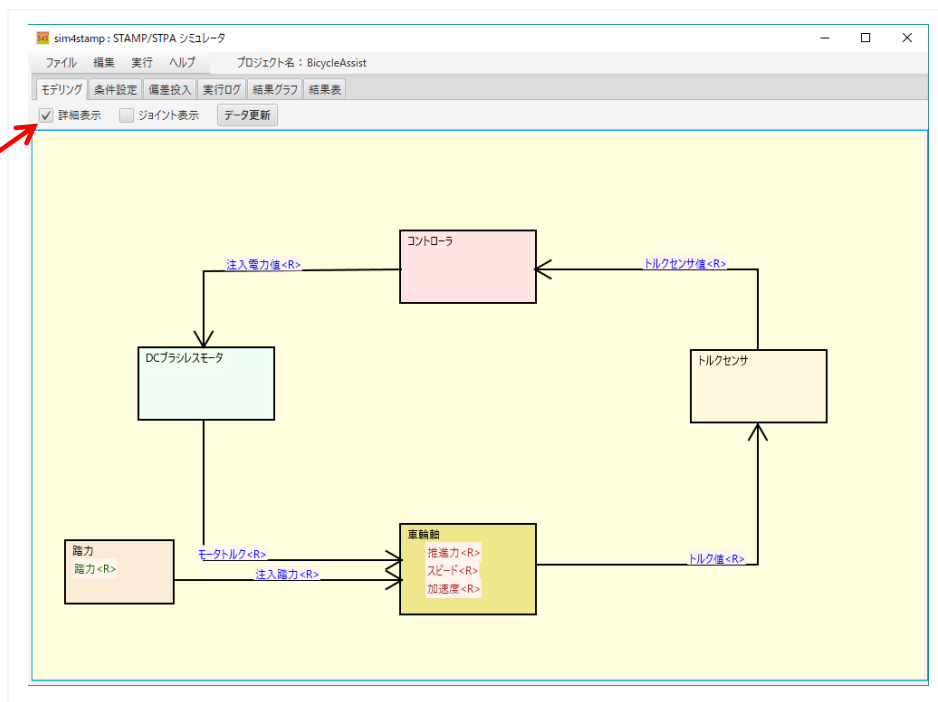 sim4stamp : STAMP/STPA シミュレータ
ファイル 編集 実行 ヘルプ プロジェクト名 : BicycleAssist
モデリング 条件設定 偏差投入 実行ログ 結果グラフ 結果表
詳細表示 ジョイント表示 データ更新
コントローラ
注入電力値<R>
トルクセンサ値<R>
DCブラシレスモータ
トルクセンサ
車輪軸
推進力<R>
スピード<R>
加速度<R>
踏力
踏力<R>
モータトルク<R>
注入踏力<R>
トルク値<R>